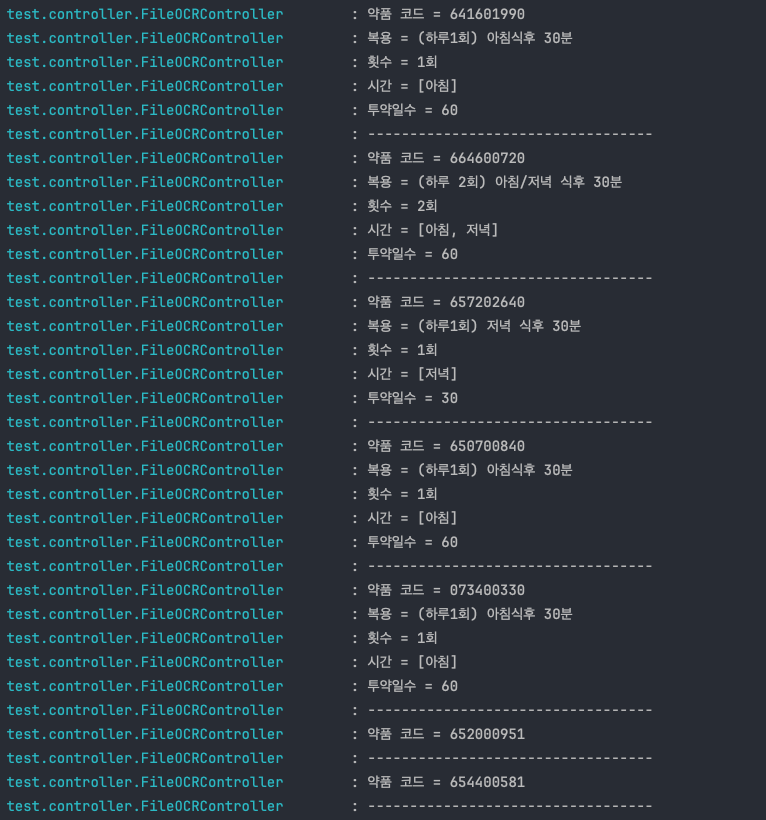 test.controller.FileOCRController : 약품 코드 = 641601990
test.controller.FileOCRController : 복용 = (하루1회) 아침식후 30분
test.controller.FileOCRController : 횟수 = 1회
test.controller.FileOCRController : 시간 = [아침]
test.controller.FileOCRController : 투약일수 = 60
test.controller.FileOCRController : ----------------------------------
test.controller.FileOCRController : 약품 코드 = 664600720
test.controller.FileOCRController : 복용 = (하루 2회) 아침/저녁 식후 30분
test.controller.FileOCRController : 횟수 = 2회
test.controller.FileOCRController : 시간 = [아침, 저녁]
test.controller.FileOCRController : 투약일수 = 60
test.controller.FileOCRController : ----------------------------------
test.controller.FileOCRController : 약품 코드 = 657202640
test.controller.FileOCRController : 복용 = (하루1회) 저녁 식후 30분
test.controller.FileOCRController : 횟수 = 1회
test.controller.FileOCRController : 시간 = [저녁]
test.controller.FileOCRController : 투약일수 = 30
test.controller.FileOCRController : ----------------------------------
test.controller.FileOCRController : 약품 코드 = 650700840
test.controller.FileOCRController : 복용 = (하루1회) 아침식후 30분
test.controller.FileOCRController : 횟수 = 1회
test.controller.FileOCRController : 시간 = [아침]
test.controller.FileOCRController : 투약일수 = 60
test.controller.FileOCRController : ----------------------------------
test.controller.FileOCRController : 약품 코드 = 073400330
test.controller.FileOCRController : 복용 = (하루1회) 아침식후 30분
test.controller.FileOCRController : 횟수 = 1회
test.controller.FileOCRController : 시간 = [아침]
test.controller.FileOCRController : 투약일수 = 60
test.controller.FileOCRController : ----------------------------------
test.controller.FileOCRController : 약품 코드 = 652000951
test.controller.FileOCRController : ----------------------------------
test.controller.FileOCRController : 약품 코드 = 654400581
test.controller.FileOCRController : ----------------------------------